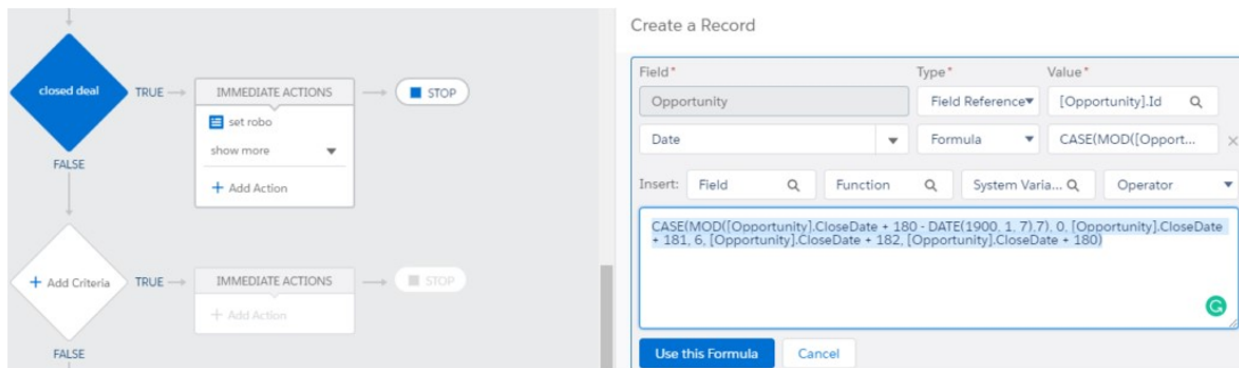 closed deal
TRUE
IMMEDIATE ACTIONS
STOP
set robo
show more
+ Add Action
FALSE
+ Add Criteria
TRUE
IMMEDIATE ACTIONS
STOP
+ Add Action
FALSE
Create a Record
Field* Type* Value*
Opportunity Field Reference [Opportunity].Id
Date Formula CASE(MOD([Opport...
Insert: Field Function System Varia... Operator
CASE(MOD([Opportunity].CloseDate + 180 - DATE(1900, 1, 7),7), 0, [Opportunity].CloseDate
+ 181, 6, [Opportunity].CloseDate + 182, [Opportunity].CloseDate + 180)
Use this Formula Cancel